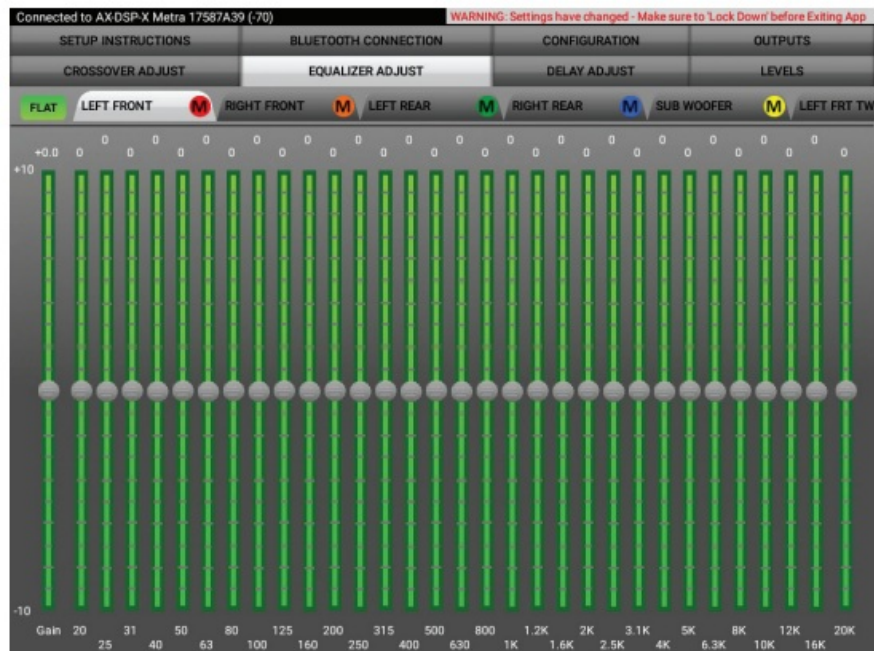 Connected to AX-DSP-X Metra 17587A39 (-70) WARNING: Settings have changed - Make sure to 'Lock Down' before Exiting App
SETUP INSTRUCTIONS BLUETOOTH CONNECTION CONFIGURATION OUTPUTS
CROSSOVER ADJUST EQUALIZER ADJUST DELAY ADJUST LEVELS
FLAT LEFT FRONT M RIGHT FRONT M LEFT REAR M RIGHT REAR M SUB WOOFER M LEFT FRT TW
0 0 0 0 0 0 0 0 0 0 0 0 0 0 0
+0.0 0 0 0 0 0 0 0 0 0 0 0 0 0 0 0 0
+10
-10
Gain 20 31 50 80 125 200 315 500 800 1.2K 2K 3.1K 5K 8K 12K 20K
25 40 63 100 160 250 400 630 1K 1.6K 2.5K 4K 6.3K 10K 16K